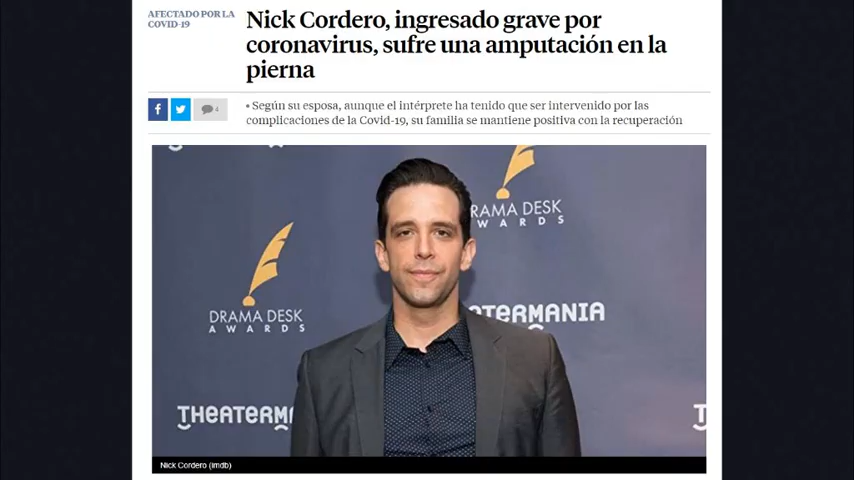 AFECTADO POR LA
COVID-19
Nick Cordero, ingresado grave por
coronavirus, sufre una amputación en la
pierna
4
• Según su esposa, aunque el intérprete ha tenido que ser intervenido por las
complicaciones de la Covid-19, su familia se mantiene positiva con la recuperación
RAMA DESK
AWARDS
DRAMA DESK
AWARDS
THEATERMANIA
THEATERMA
T
Nick Cordero (imdb)